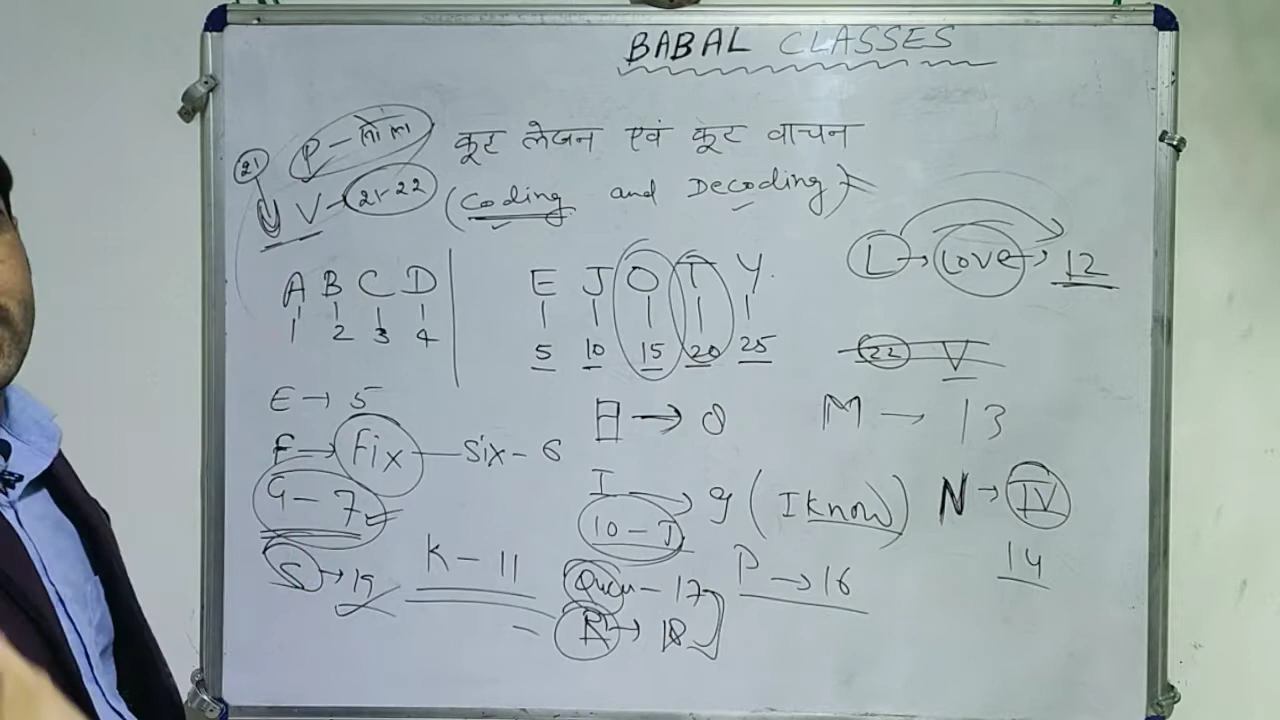 BABAL CLASSES
P - सोलह कूट लेखन एवं कूट वाचन
21
V - 21-22 (Coding and Decoding)
L → Love → 12
A B C D E J O T Y
1 2 3 4 5 10 15 20 25
22 V
E → 5 H → 8 M → 13
F → Fix - Six - 6
G - 7 I → 9 (I Know) N → IV
10 - J 14
S → 19 K - 11 - 17 P → 16
R → 18